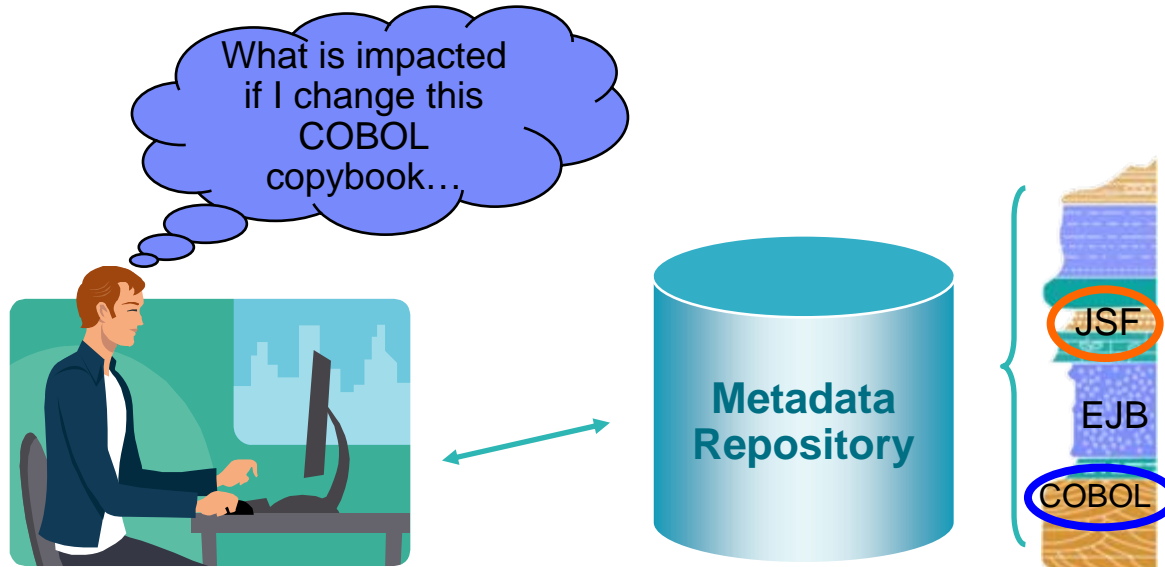 What is impacted
if I change this
COBOL
copybook…
Metadata
Repository
JSF
EJB
COBOL